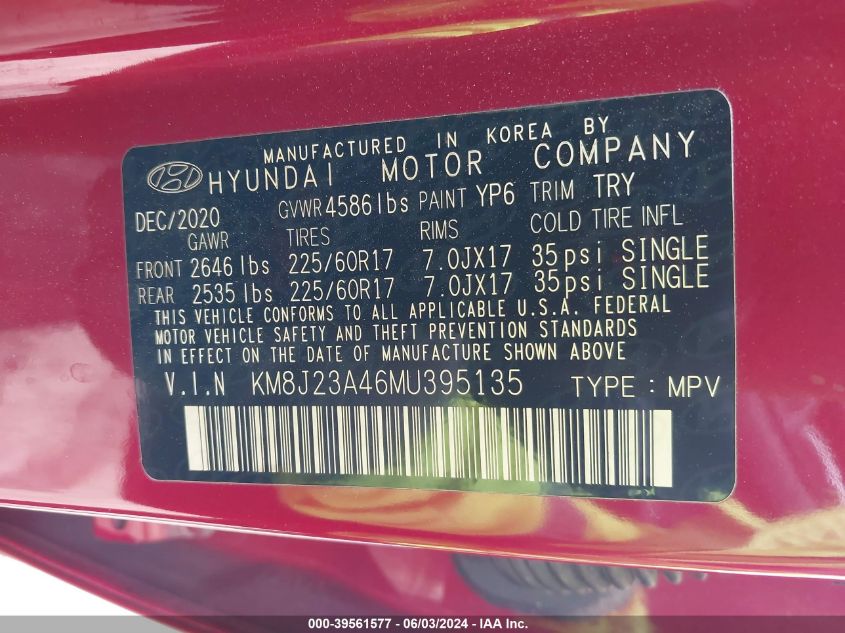 MANUFACTURED IN KOREA BY
HYUNDAI MOTOR COMPANY
DEC/2020 GVWR 4586 lbs PAINT YP6 TRIM TRY
GAWR TIRES RIMS COLD TIRE INFL
FRONT 2646 lbs 225/60R17 7.0JX17 35psi SINGLE
REAR 2535 lbs 225/60R17 7.0JX17 35psi SINGLE
THIS VEHICLE CONFORMS TO ALL APPLICABLE U.S.A. FEDERAL
MOTOR VEHICLE SAFETY AND THEFT PREVENTION STANDARDS
IN EFFECT ON THE DATE OF MANUFACTURE SHOWN ABOVE
V.I.N KM8J23A46MU395135 TYPE : MPV
000-39561577 - 06/03/2024 - IAA Inc.